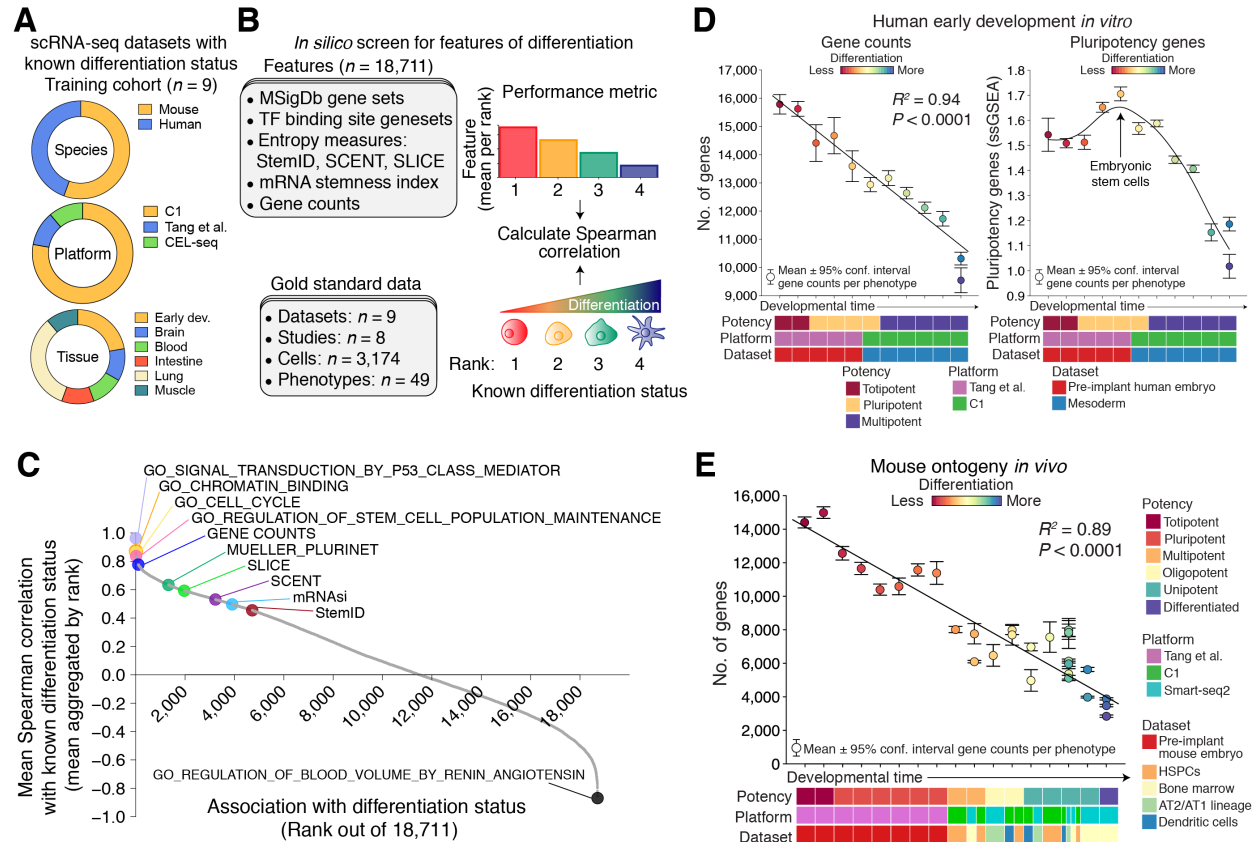 A
scRNA-seq datasets with
known differentiation status
Training cohort (n = 9)
Species
Mouse
Human
Platform
C1
Tang et al.
CEL-seq
Tissue
Early dev.
Brain
Blood
Intestine
Lung
Muscle
B
In silico screen for features of differentiation
Features (n = 18,711)
• MSigDb gene sets
• TF binding site genesets
• Entropy measures:
StemID, SCENT, SLICE
• mRNA stemness index
• Gene counts
Performance metric
Feature
(mean per rank)
1 2 3 4
Calculate Spearman
correlation
Gold standard data
• Datasets: n = 9
• Studies: n = 8
• Cells: n = 3,174
• Phenotypes: n = 49
Differentiation
Rank: 1 2 3 4
Known differentiation status
C
GO_SIGNAL_TRANSDUCTION_BY_P53_CLASS_MEDIATOR
GO_CHROMATIN_BINDING
GO_CELL_CYCLE
GO_REGULATION_OF_STEM_CELL_POPULATION_MAINTENANCE
GENE COUNTS
MUELLER_PLURINET
SLICE
SCENT
mRNAsi
StemID
Mean Spearman correlation
with known differentiation status
(mean aggregated by rank)
1.0
0.8
0.6
0.4
0.2
0.0
−0.2
−0.4
−0.6
−0.8
−1.0
2,000 4,000 6,000 8,000 10,000 12,000 14,000 16,000 18,000
GO_REGULATION_OF_BLOOD_VOLUME_BY_RENIN_ANGIOTENSIN
Association with differentiation status
(Rank out of 18,711)
D
Human early development in vitro
Gene counts
Differentiation
Less More
R² = 0.94
P < 0.0001
No. of genes
17,000
16,000
15,000
14,000
13,000
12,000
11,000
10,000
9,000
Mean ± 95% conf. interval
gene counts per phenotype
Developmental time
Potency
Platform
Dataset
Pluripotency genes
Differentiation
Less More
Pluripotency genes (ssGSEA)
1.8
1.7
1.6
1.4
1.3
1.2
1.1
1.0
0.9
Embryonic
stem cells
Mean ± 95% conf. interval
gene counts per phenotype
Developmental time
Potency
Platform
Dataset
Potency
Totipotent
Pluripotent
Multipotent
Platform
Tang et al.
C1
Dataset
Pre-implant human embryo
Mesoderm
E
Mouse ontogeny in vivo
Differentiation
Less More
R² = 0.89
P < 0.0001
No. of genes
16,000
14,000
12,000
10,000
8,000
6,000
4,000
2,000
0
Mean ± 95% conf. interval gene counts per phenotype
Developmental time
Potency
Platform
Dataset
Potency
Totipotent
Pluripotent
Multipotent
Oligopotent
Unipotent
Differentiated
Platform
Tang et al.
C1
Smart-seq2
Dataset
Pre-implant
mouse embryo
HSPCs
Bone marrow
AT2/AT1 lineage
Dendritic cells